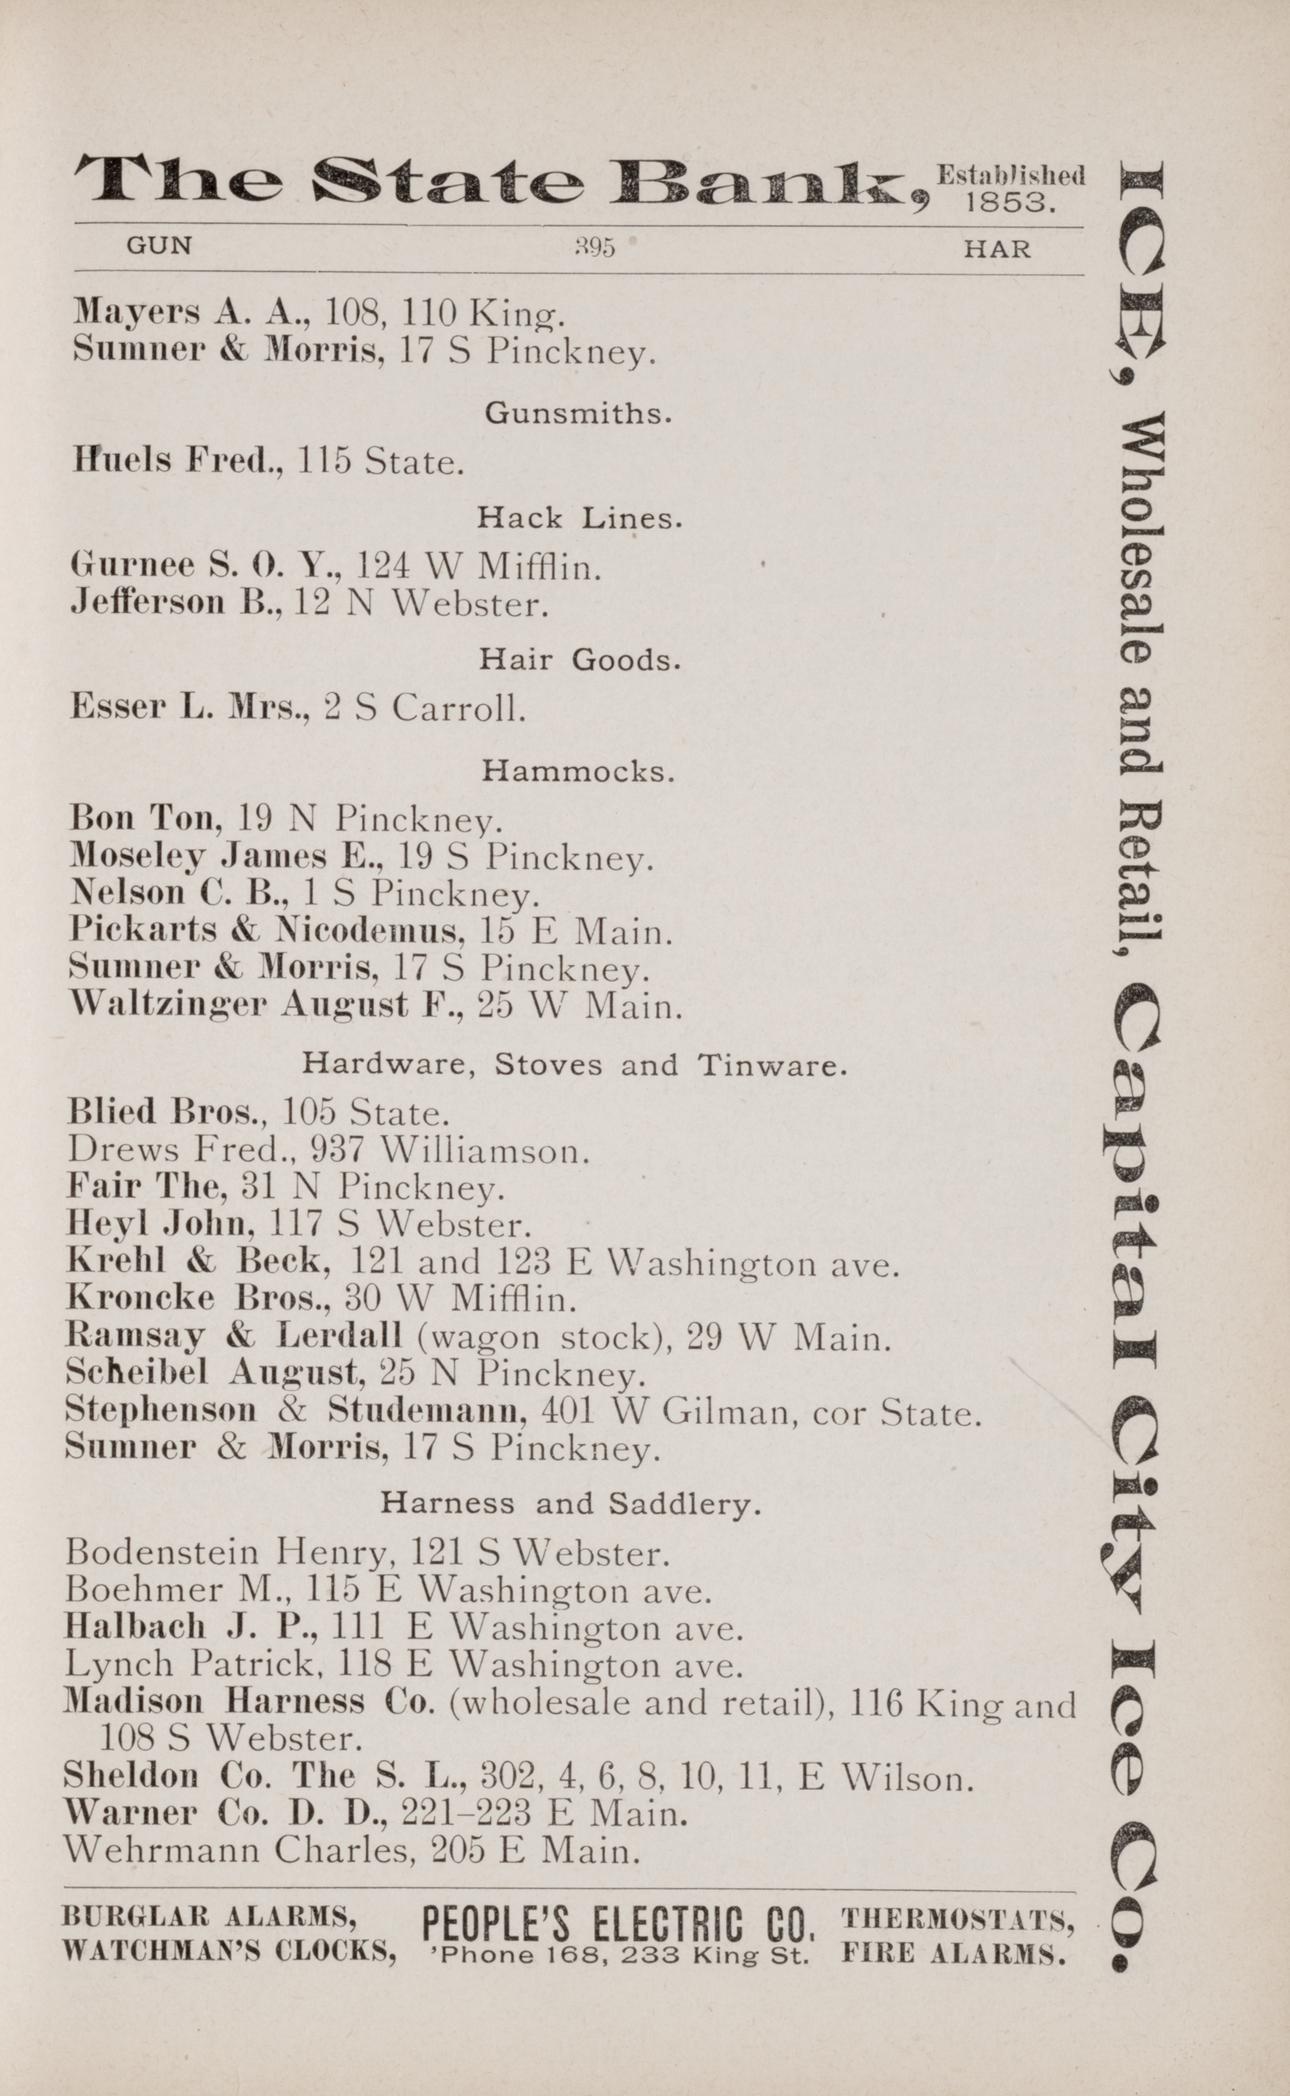 The State Bank, Established 1853.
GUN 395 HAR
Mayers A. A., 108, 110 King.
Sumner & Morris, 17 S Pinckney.
Gunsmiths.
Huels Fred., 115 State.
Hack Lines.
Gurnee S. O. Y., 124 W Mifflin.
Jefferson B., 12 N Webster.
Hair Goods.
Esser L. Mrs., 2 S Carroll.
Hammocks.
Bon Ton, 19 N Pinckney.
Moseley James E., 19 S Pinckney.
Nelson C. B., 1 S Pinckney.
Pickarts & Nicodemus, 15 E Main.
Sumner & Morris, 17 S Pinckney.
Waltzinger August F., 25 W Main.
Hardware, Stoves and Tinware.
Blied Bros., 105 State.
Drews Fred., 937 Williamson.
Fair The, 31 N Pinckney.
Heyl John, 117 S Webster.
Krehl & Beck, 121 and 123 E Washington ave.
Kroncke Bros., 30 W Mifflin.
Ramsay & Lerdall (wagon stock), 29 W Main.
Scheibel August, 25 N Pinckney.
Stephenson & Studemann, 401 W Gilman, cor State.
Sumner & Morris, 17 S Pinckney.
Harness and Saddlery.
Bodenstein Henry, 121 S Webster.
Boehmer M., 115 E Washington ave.
Halbach J. P., 111 E Washington ave.
Lynch Patrick, 118 E Washington ave.
Madison Harness Co. (wholesale and retail), 116 King and
108 S Webster.
Sheldon Co. The S. L., 302, 4, 6, 8, 10, 11, E Wilson.
Warner Co. D. D., 221–223 E Main.
Wehrmann Charles, 205 E Main.
BURGLAR ALARMS,
WATCHMAN'S CLOCKS,
PEOPLE'S ELECTRIC CO.
'Phone 168, 233 King St.
THERMOSTATS,
FIRE ALARMS.
ICE, Wholesale and Retail, Capital City Ice Co.